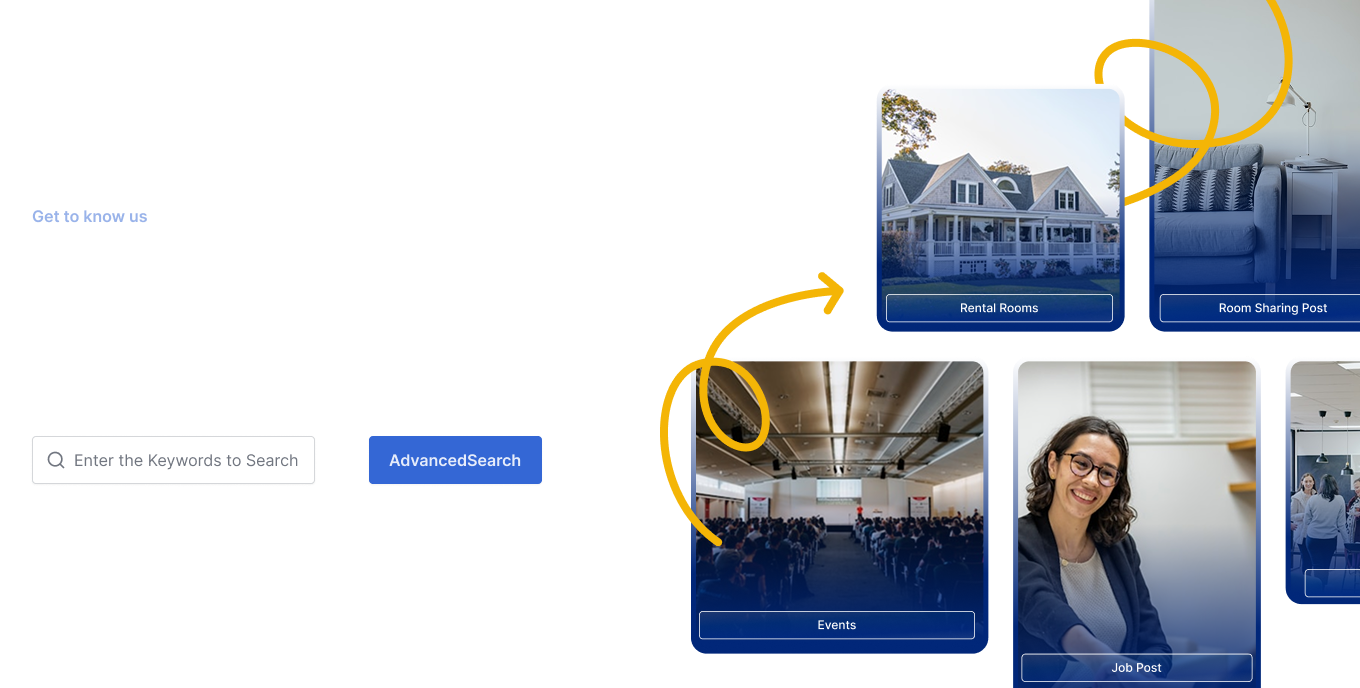 Get to know us
Enter the Keywords to Search
AdvancedSearch
Rental Rooms
Room Sharing Post
Events
Job Post